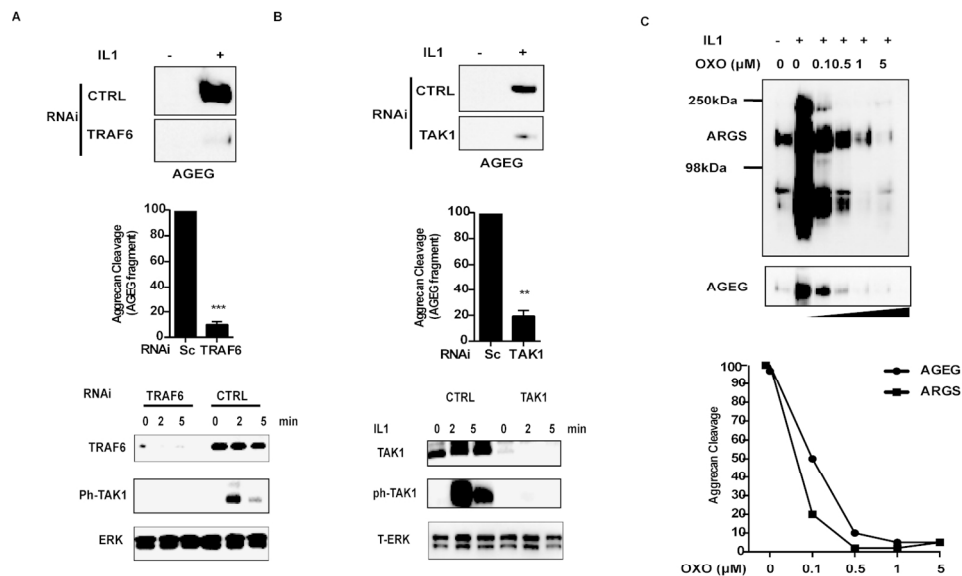 A
IL1 - +
CTRL
RNAi
TRAF6
AGEG
100
80
60
40
20
0
Aggrecan Cleavage
(AGEG fragment)
***
RNAi Sc TRAF6
RNAi TRAF6 CTRL
0 2 5 0 2 5 min
TRAF6
Ph-TAK1
ERK
B
IL1 - +
CTRL
RNAi
TAK1
AGEG
100
80
60
40
20
0
Aggrecan Cleavage
(AGEG fragment)
**
RNAi Sc TAK1
CTRL TAK1
IL1 0 2 5 0 2 5 min
TAK1
ph-TAK1
T-ERK
C
IL1 - + + + + +
OXO (µM) 0 0 0.1 0.5 1 5
250kDa
ARGS
98kDa
AGEG
AGEG
ARGS
100
90
80
70
60
50
40
30
20
10
0
Aggrecan Cleavage
0 0.1 0.5 1 5
OXO (µM)